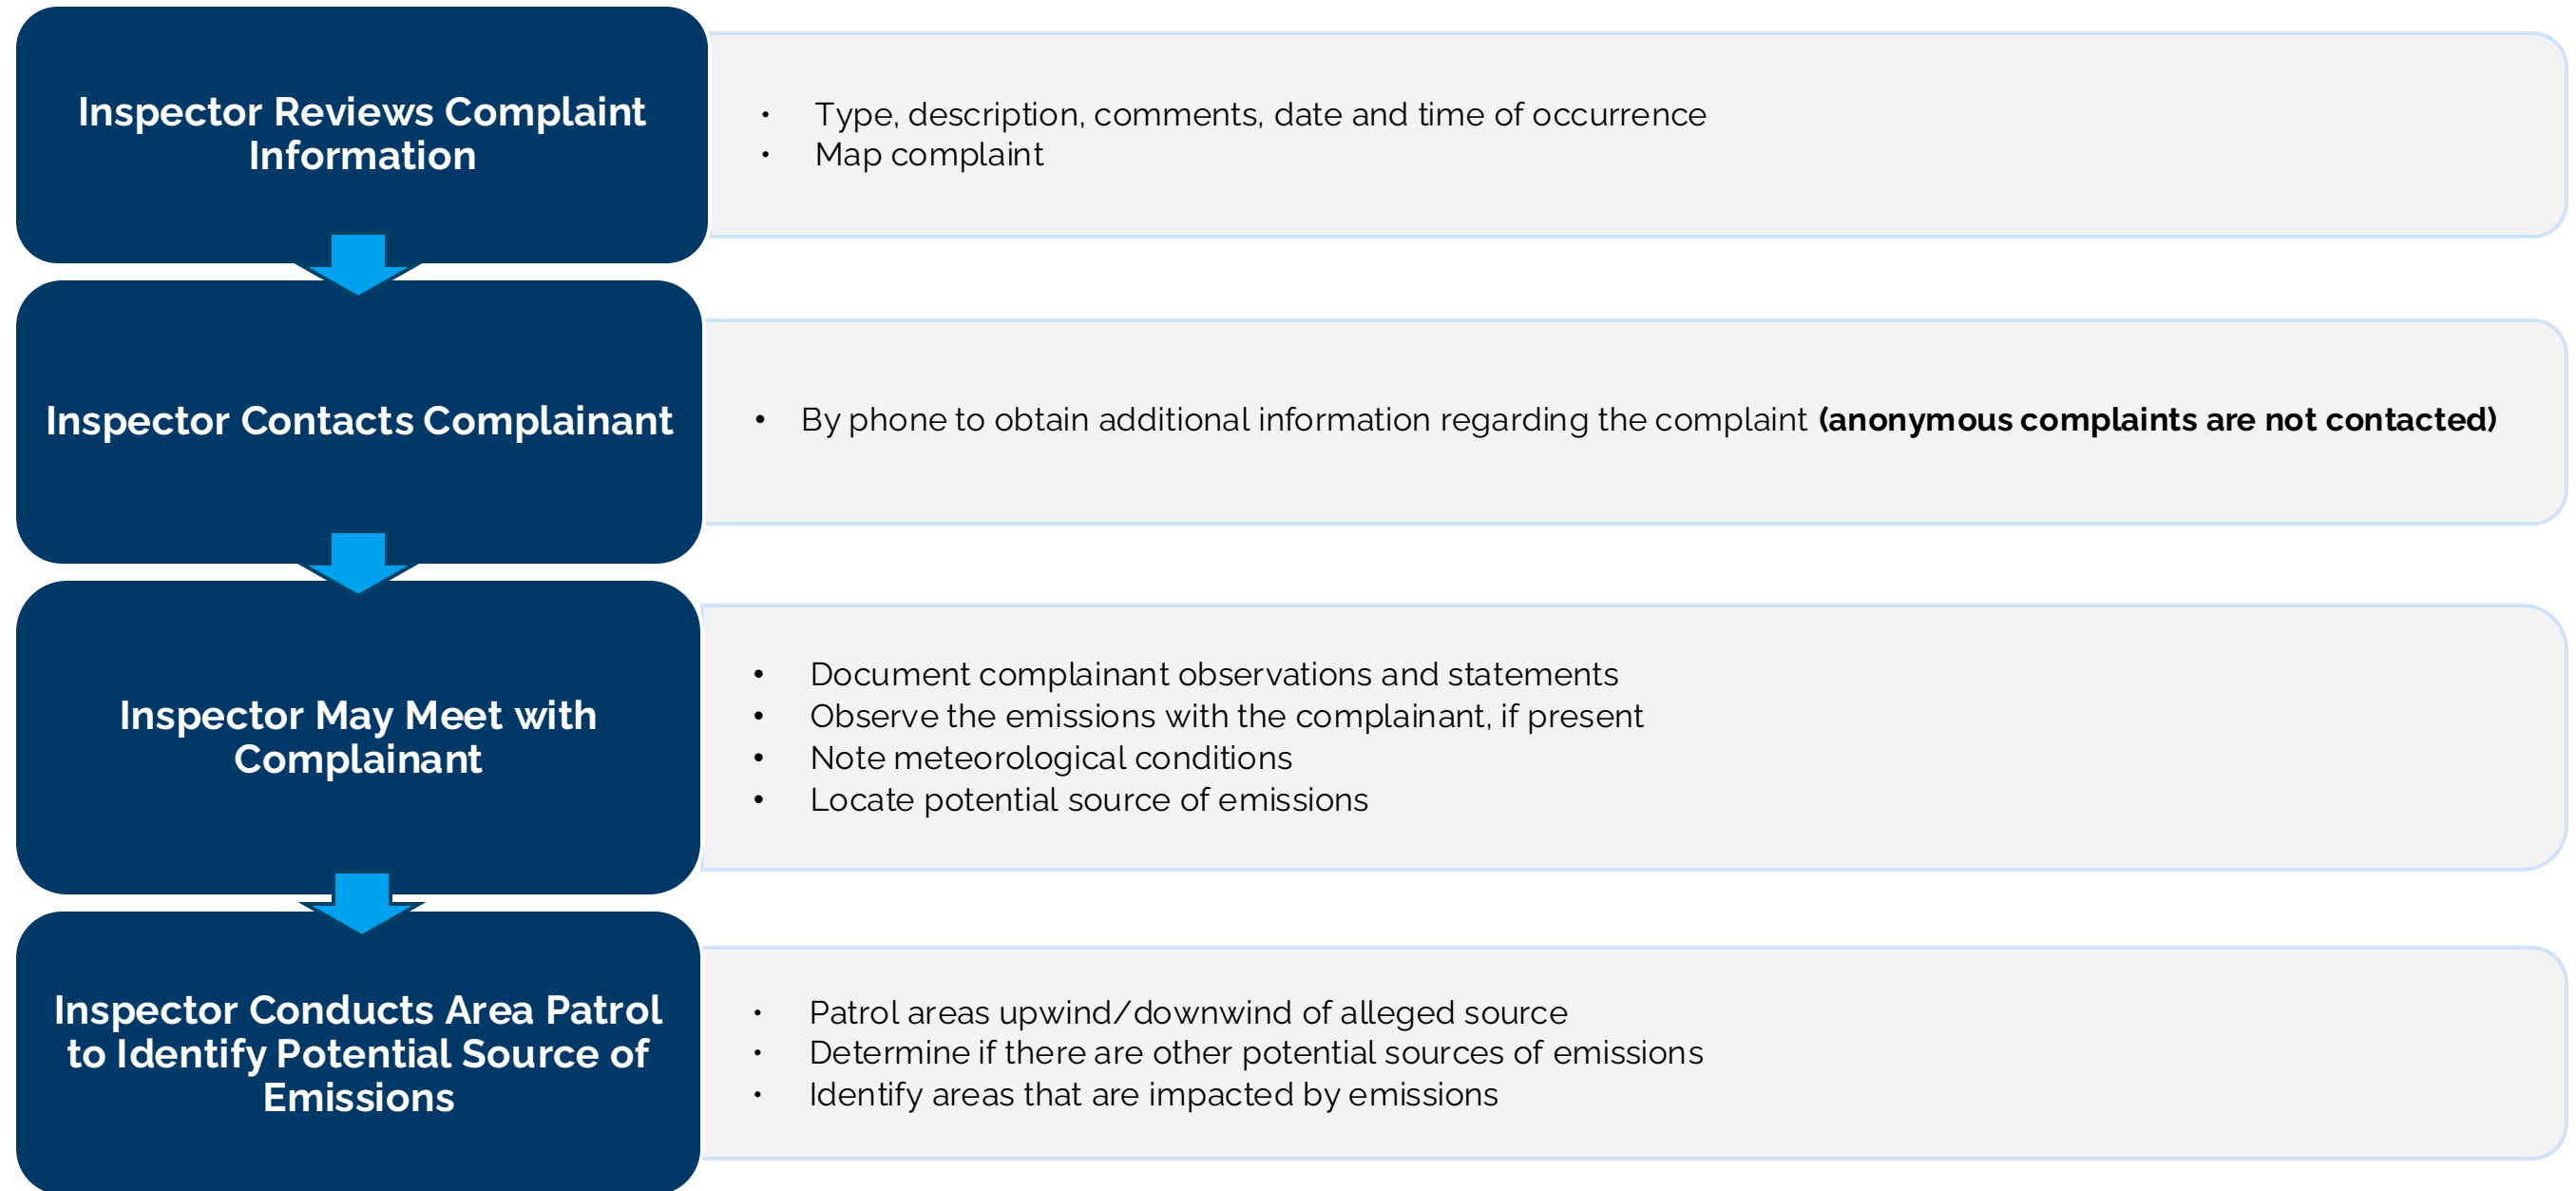 Inspector Reviews Complaint
Information
• Type, description, comments, date and time of occurrence
• Map complaint
Inspector Contacts Complainant
• By phone to obtain additional information regarding the complaint (anonymous complaints are not contacted)
Inspector May Meet with
Complainant
• Document complainant observations and statements
• Observe the emissions with the complainant, if present
• Note meteorological conditions
• Locate potential source of emissions
Inspector Conducts Area Patrol
to Identify Potential Source of
Emissions
• Patrol areas upwind/downwind of alleged source
• Determine if there are other potential sources of emissions
• Identify areas that are impacted by emissions